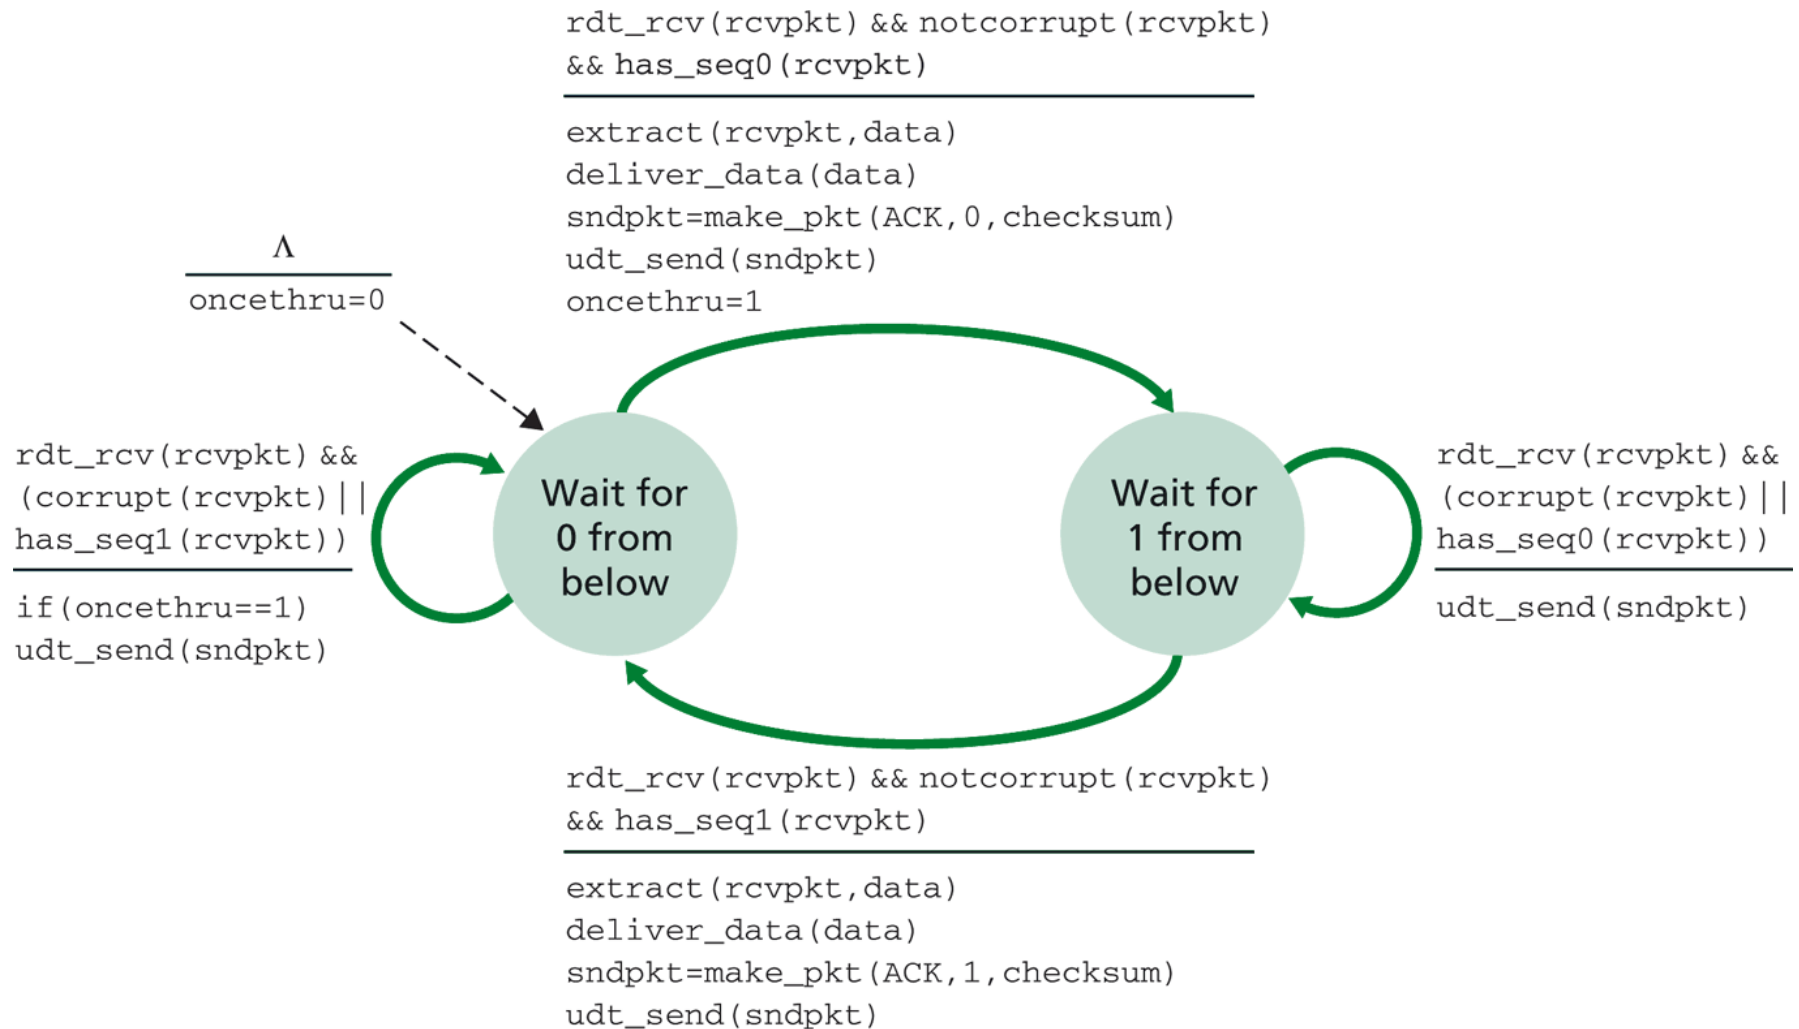 rdt_rcv(rcvpkt) && notcorrupt(rcvpkt)
&& has_seq0(rcvpkt)
extract(rcvpkt,data)
deliver_data(data)
sndpkt=make_pkt(ACK,0,checksum)
udt_send(sndpkt)
oncethru=1
Λ
oncethru=0
rdt_rcv(rcvpkt) &&
(corrupt(rcvpkt)||
has_seq1(rcvpkt))
if(oncethru==1)
udt_send(sndpkt)
Wait for
0 from
below
Wait for
1 from
below
rdt_rcv(rcvpkt) &&
(corrupt(rcvpkt)||
has_seq0(rcvpkt))
udt_send(sndpkt)
rdt_rcv(rcvpkt) && notcorrupt(rcvpkt)
&& has_seq1(rcvpkt)
extract(rcvpkt,data)
deliver_data(data)
sndpkt=make_pkt(ACK,1,checksum)
udt_send(sndpkt)